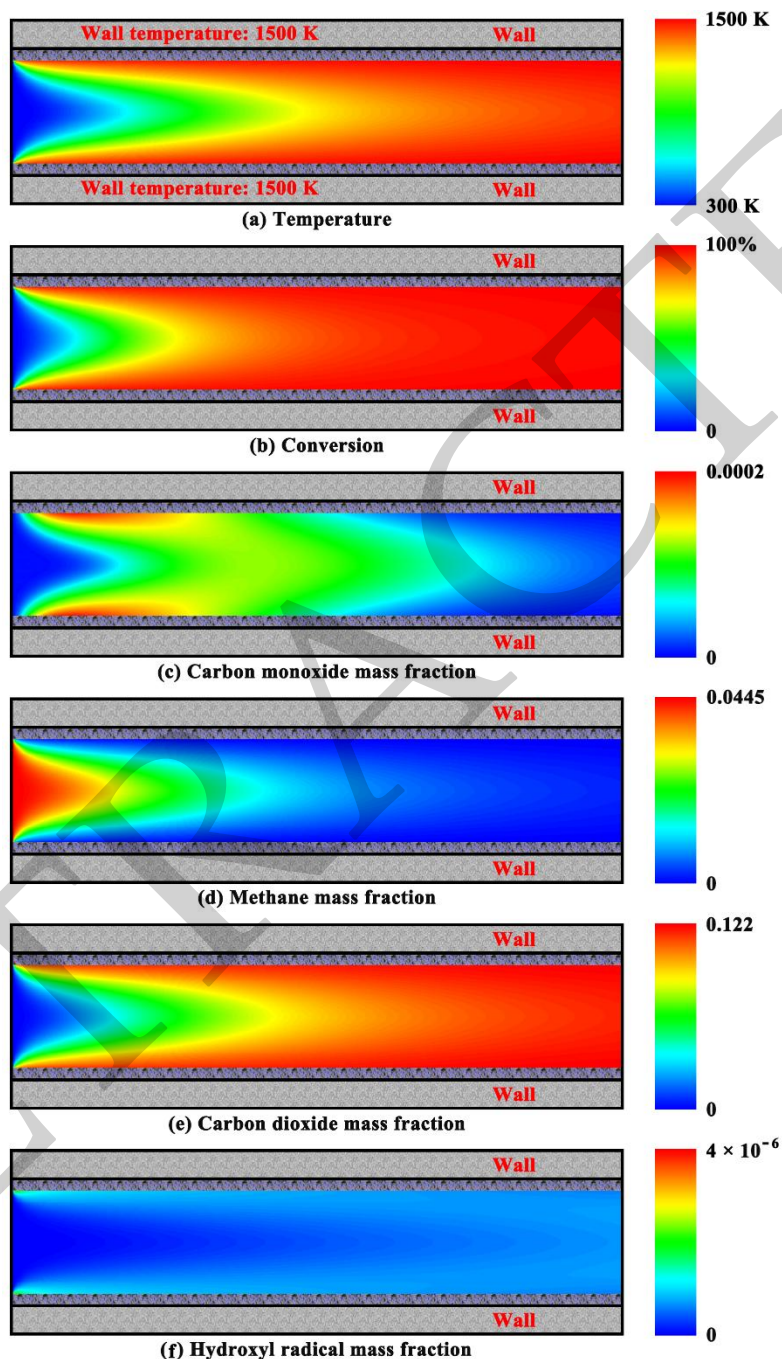 Wall temperature: 1500 K Wall 1500 K
Wall temperature: 1500 K Wall 300 K
(a) Temperature
Wall 100%
Wall 0
(b) Conversion
Wall 0.0002
Wall 0
(c) Carbon monoxide mass fraction
Wall 0.0445
Wall 0
(d) Methane mass fraction
Wall 0.122
Wall 0
(e) Carbon dioxide mass fraction
Wall 4 × 10⁻⁶
Wall 0
(f) Hydroxyl radical mass fraction